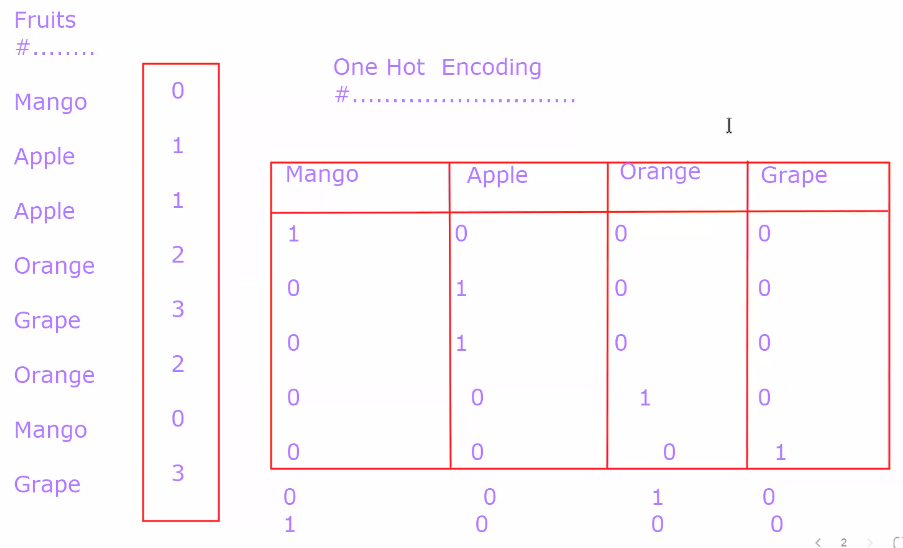 Fruits
#........
One Hot  Encoding
#............................
Mango 0
Apple 1
Apple 1
Orange 2
Grape 3
Orange 2
Mango 0
Grape 3
Mango Apple Orange Grape
1 0 0 0
0 1 0 0
0 1 0 0
0 0 1 0
0 0 0 1
0 0 1 0
1 0 0 0
2